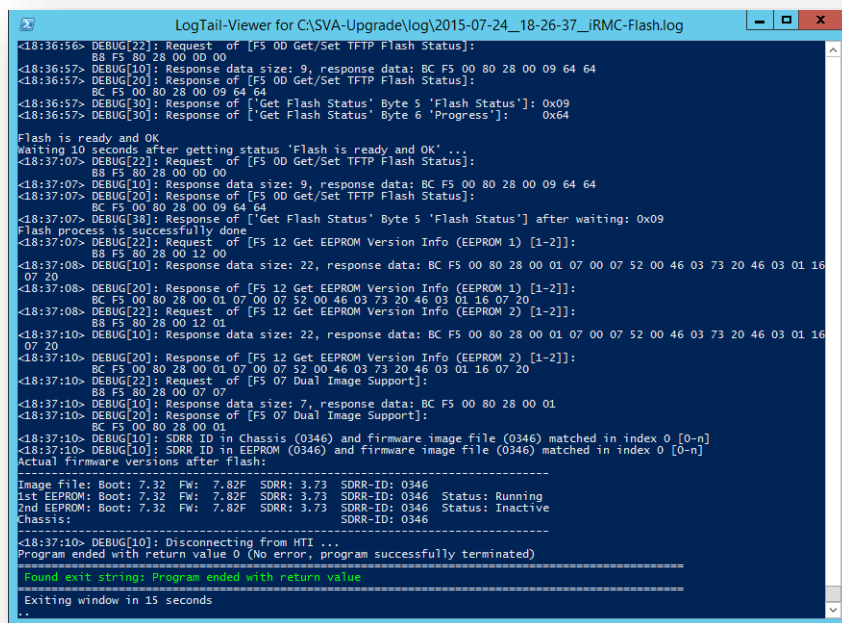 LogTail-Viewer for C:\SVA-Upgrade\log\2015-07-24__18-26-37__iRMC-Flash.log
<18:36:56> DEBUG[22]: Request  of [F5 0D Get/Set TFTP Flash Status]:
B8 F5 80 28 00 0D 00
<18:36:57> DEBUG[10]: Response data size: 9, response data: BC F5 00 80 28 00 09 64 64
<18:36:57> DEBUG[20]: Response of [F5 0D Get/Set TFTP Flash Status]:
BC F5 00 80 28 00 09 64 64
<18:36:57> DEBUG[30]: Response of ['Get Flash Status' Byte 5 'Flash Status']: 0x09
<18:36:57> DEBUG[30]: Response of ['Get Flash Status' Byte 6 'Progress']:     0x64
Flash is ready and OK
Waiting 10 seconds after getting status 'Flash is ready and OK' ...
<18:37:07> DEBUG[22]: Request  of [F5 0D Get/Set TFTP Flash Status]:
B8 F5 80 28 00 0D 00
<18:37:07> DEBUG[10]: Response data size: 9, response data: BC F5 00 80 28 00 09 64 64
<18:37:07> DEBUG[20]: Response of [F5 0D Get/Set TFTP Flash Status]:
BC F5 00 80 28 00 09 64 64
<18:37:07> DEBUG[38]: Response of ['Get Flash Status' Byte 5 'Flash Status'] after waiting: 0x09
Flash process is successfully done
<18:37:07> DEBUG[22]: Request  of [F5 12 Get EEPROM Version Info (EEPROM 1) [1-2]]:
B8 F5 80 28 00 12 00
<18:37:08> DEBUG[10]: Response data size: 22, response data: BC F5 00 80 28 00 01 07 00 07 52 00 46 03 73 20 46 03 01 16
07 20
<18:37:08> DEBUG[20]: Response of [F5 12 Get EEPROM Version Info (EEPROM 1) [1-2]]:
BC F5 00 80 28 00 01 07 00 07 52 00 46 03 73 20 46 03 01 16 07 20
<18:37:08> DEBUG[22]: Request  of [F5 12 Get EEPROM Version Info (EEPROM 2) [1-2]]:
B8 F5 80 28 00 12 01
<18:37:10> DEBUG[10]: Response data size: 22, response data: BC F5 00 80 28 00 01 07 00 07 52 00 46 03 73 20 46 03 01 16
07 20
<18:37:10> DEBUG[20]: Response of [F5 12 Get EEPROM Version Info (EEPROM 2) [1-2]]:
BC F5 00 80 28 00 01 07 00 07 52 00 46 03 73 20 46 03 01 16 07 20
<18:37:10> DEBUG[22]: Request  of [F5 07 Dual Image Support]:
B8 F5 80 28 00 07 07
<18:37:10> DEBUG[10]: Response data size: 7, response data: BC F5 00 80 28 00 01
<18:37:10> DEBUG[20]: Response of [F5 07 Dual Image Support]:
BC F5 00 80 28 00 01
<18:37:10> DEBUG[10]: SDRR ID in Chassis (0346) and firmware image file (0346) matched in index 0 [0-n]
<18:37:10> DEBUG[10]: SDRR ID in EEPROM (0346) and firmware image file (0346) matched in index 0 [0-n]
Actual firmware versions after flash:
---------------------------------------------------------------------------
Image file: Boot: 7.32  FW:  7.82F  SDRR: 3.73  SDRR-ID: 0346
1st EEPROM: Boot: 7.32  FW:  7.82F  SDRR: 3.73  SDRR-ID: 0346  Status: Running
2nd EEPROM: Boot: 7.32  FW:  7.82F  SDRR: 3.73  SDRR-ID: 0346  Status: Inactive
Chassis:                                        SDRR-ID: 0346
---------------------------------------------------------------------------
<18:37:10> DEBUG[10]: Disconnecting from HTI ...
Program ended with return value 0 (No error, program successfully terminated)
==============================================================================================
Found exit string: Program ended with return value
==============================================================================================
Exiting window in 15 seconds
..